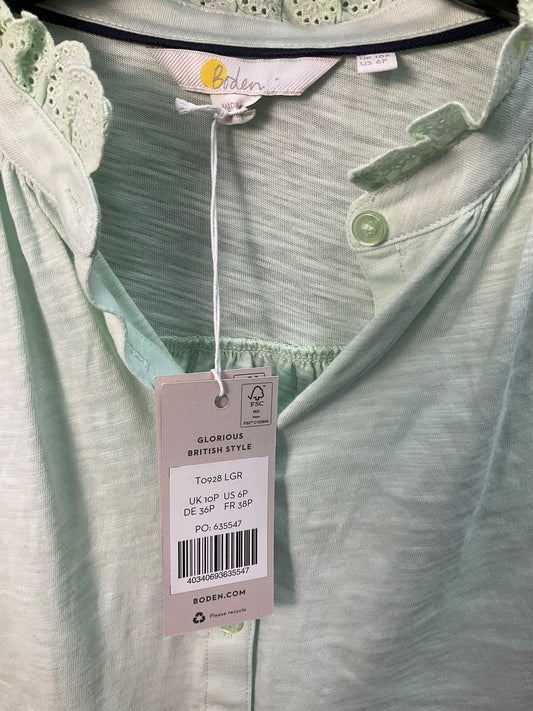 Boden
UK 10P
US 6P
FSC
MIX
Paper
GLORIOUS
BRITISH STYLE
T0928 LGR
UK 10P US 6P
DE 36P FR 38P
PO: 635547
40340693635547
BODEN.COM
Please recycle